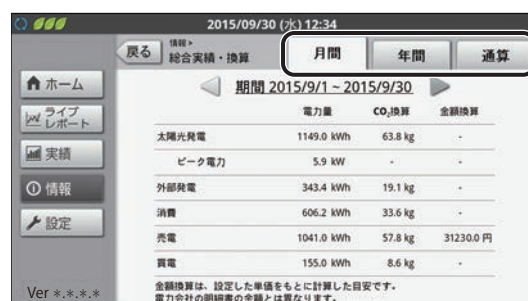 2015/09/30 (水) 12:34
戻る
情報>
総合実績・換算
月間
年間
通算
ホーム
ライブ
レポート
実績
情報
設定
Ver *.*.*.*
期間 2015/9/1 ~ 2015/9/30
電力量 CO₂換算 金額換算
太陽光発電 1149.0 kWh 63.8 kg -
ピーク電力 5.9 kW - -
外部発電 343.4 kWh 19.1 kg -
消費 606.2 kWh 33.6 kg -
売電 1041.0 kWh 57.8 kg 31230.0 円
買電 155.0 kWh 8.6 kg -
金額換算は、設定した単価をもとに計算した目安です。
電力会社の明細書の金額とは異なります。